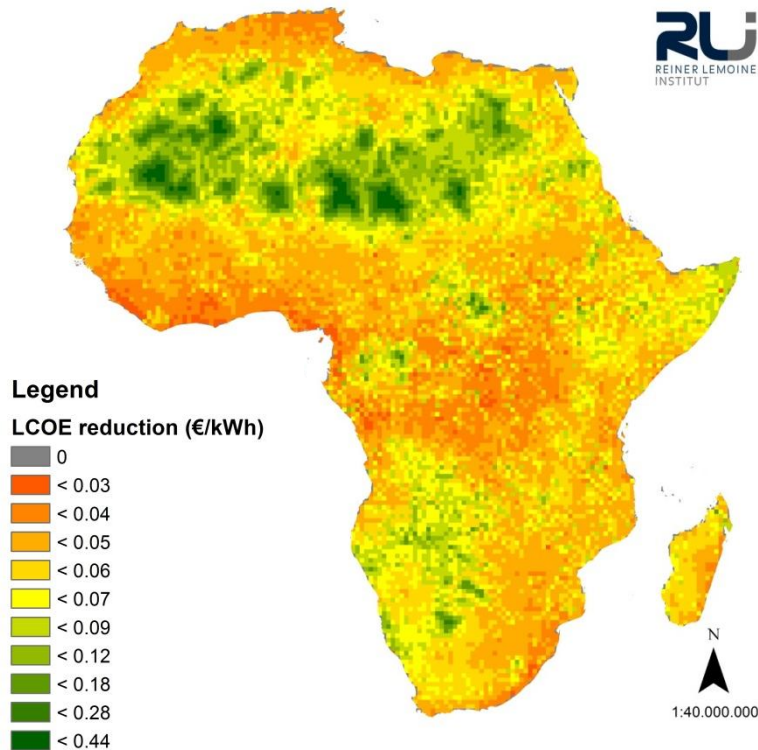 RLI
REINER LEMOINE
INSTITUT
Legend
LCOE reduction (€/kWh)
0
< 0.03
< 0.04
< 0.05
< 0.06
< 0.07
< 0.09
< 0.12
< 0.18
< 0.28
< 0.44
N
1:40.000.000